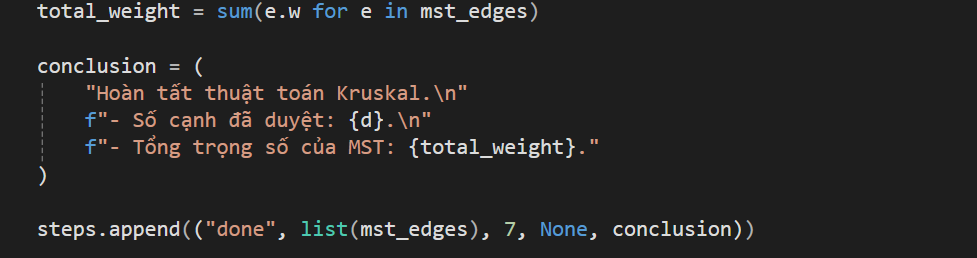 total_weight = sum(e.w for e in mst_edges)
conclusion = (
"Hoàn tất thuật toán Kruskal.\n"
f"- Số cạnh đã duyệt: {d}.\n"
f"- Tổng trọng số của MST: {total_weight}."
)
steps.append(("done", list(mst_edges), 7, None, conclusion))